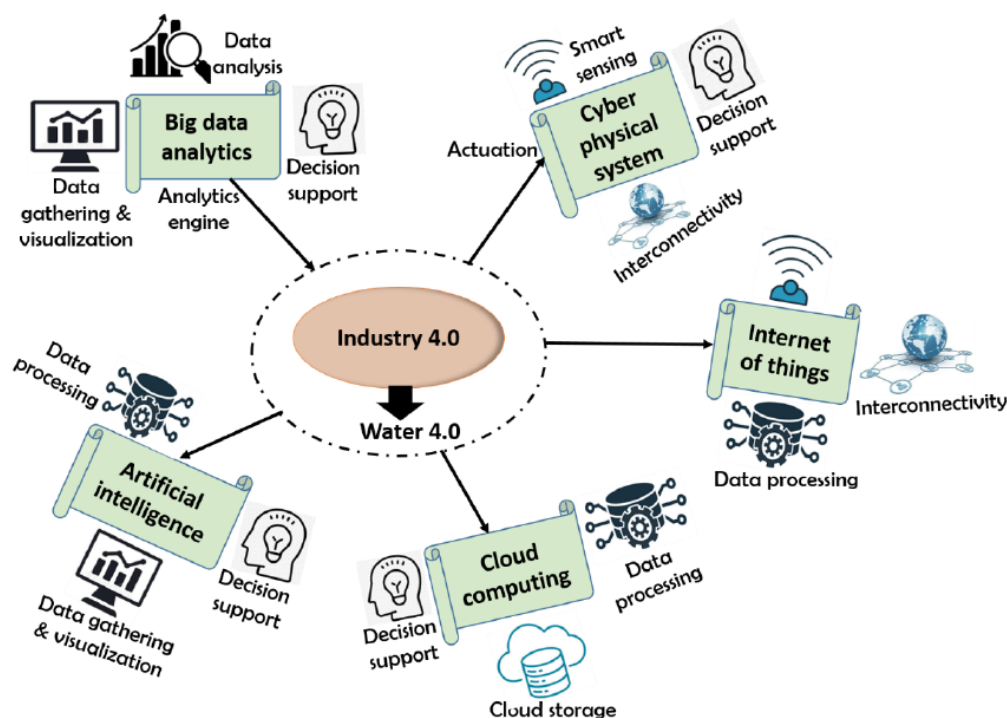 Data
analysis
Big data
analytics
Decision
support
Data
gathering &
visualization
Analytics
engine
Smart
sensing
Cyber
physical
system
Decision
support
Actuation
Interconnectivity
Industry 4.0
Water 4.0
Internet
of things
Interconnectivity
Data processing
Data
processing
Artificial
intelligence
Decision
support
Data gathering
& visualization
Cloud
computing
Data
processing
Decision
support
Cloud storage